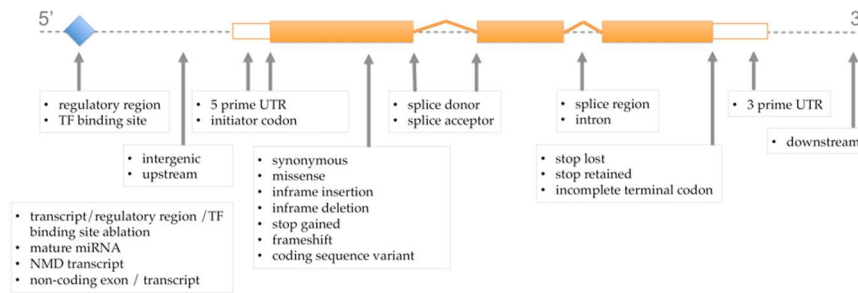 5’
3
• regulatory region
• TF binding site
• 5 prime UTR
• initiator codon
• splice donor
• splice acceptor
• splice region
• intron
• 3 prime UTR
• downstream
• intergenic
• upstream
• synonymous
• missense
• inframe insertion
• inframe deletion
• stop gained
• frameshift
• coding sequence variant
• stop lost
• stop retained
• incomplete terminal codon
• transcript/regulatory region /TF
binding site ablation
• mature miRNA
• NMD transcript
• non-coding exon / transcript